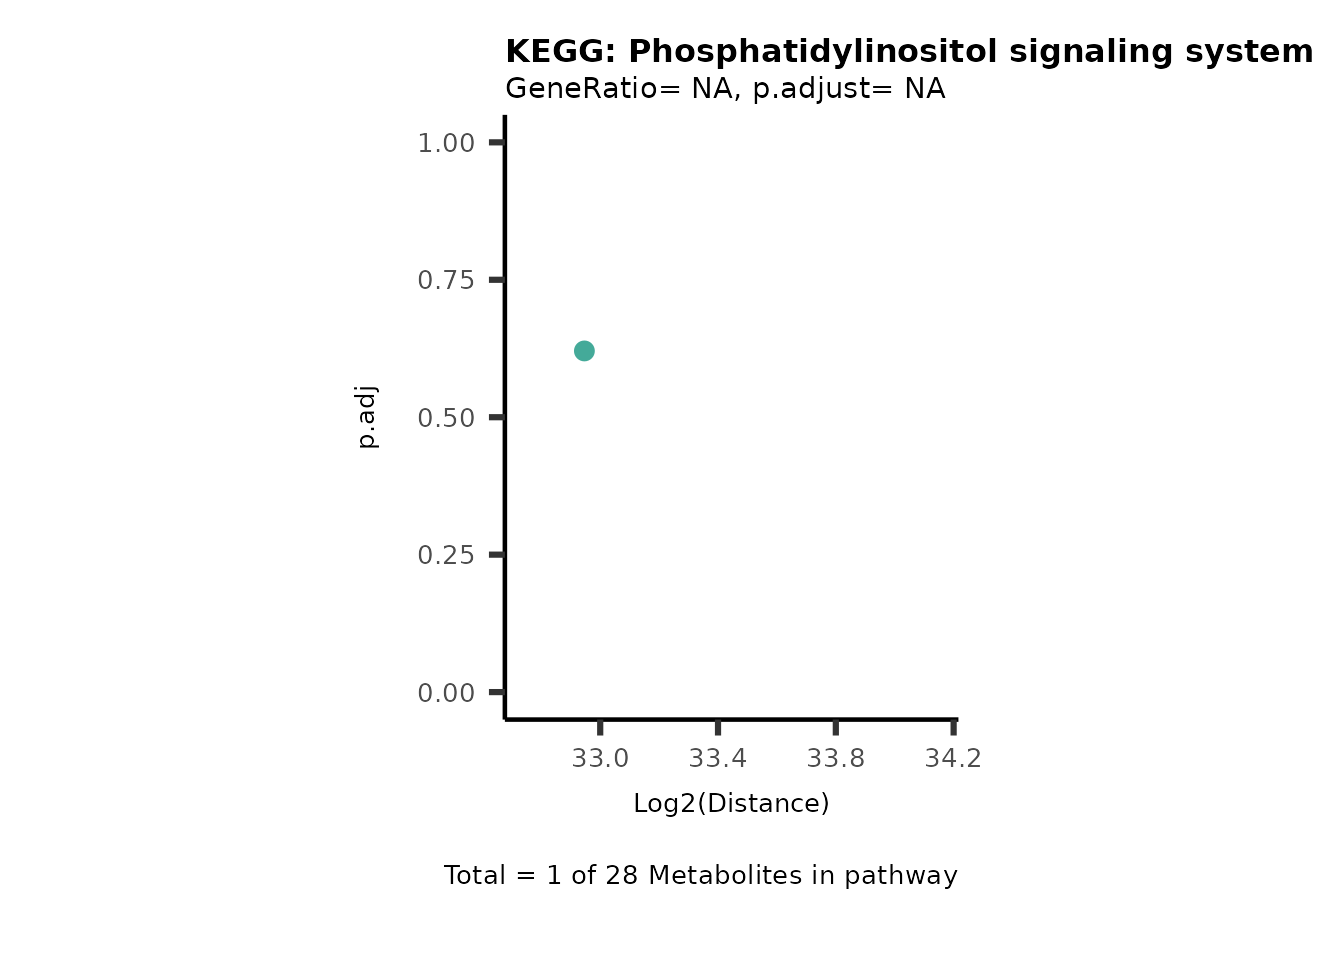 KEGG: Phosphatidylinositol signaling system
GeneRatio= NA, p.adjust= NA
1.00
0.75
0.50
0.25
0.00
p.adj
33.0 33.4 33.8 34.2
Log2(Distance)
Total = 1 of 28 Metabolites in pathway